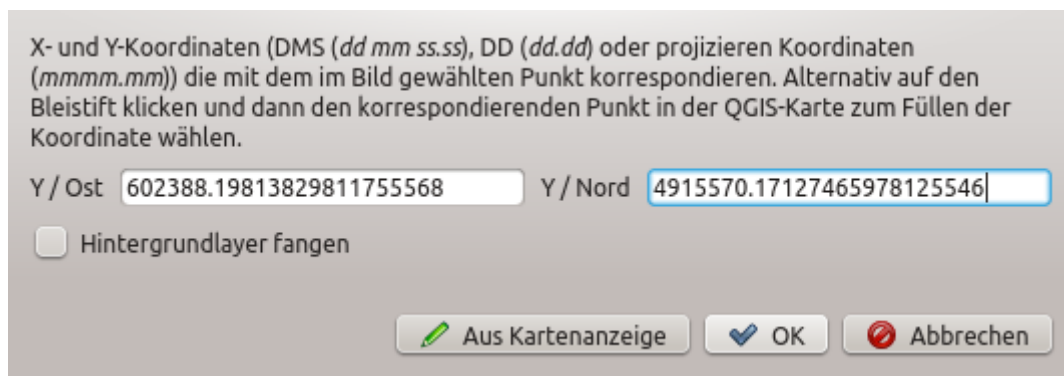 X- und Y-Koordinaten (DMS (dd mm ss.ss), DD (dd.dd) oder projizieren Koordinaten
(mmmm.mm)) die mit dem im Bild gewählten Punkt korrespondieren. Alternativ auf den
Bleistift klicken und dann den korrespondierenden Punkt in der QGIS-Karte zum Füllen der
Koordinate wählen.
Y / Ost 602388.19813829811755568 Y / Nord 4915570.17127465978125546
Hintergrundlayer fangen
Aus Kartenanzeige OK Abbrechen